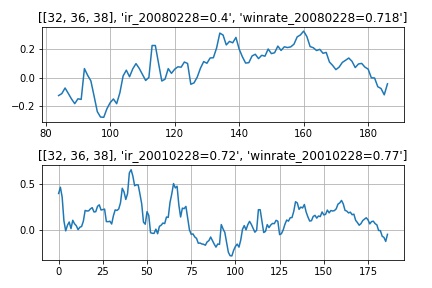 [[32, 36, 38], 'ir_20080228=0.4', 'winrate_20080228=0.718']
0.2
0.0
−0.2
80 100 120 140 160 180
[[32, 36, 38], 'ir_20010228=0.72', 'winrate_20010228=0.77']
0.5
0.0
0 25 50 75 100 125 150 175